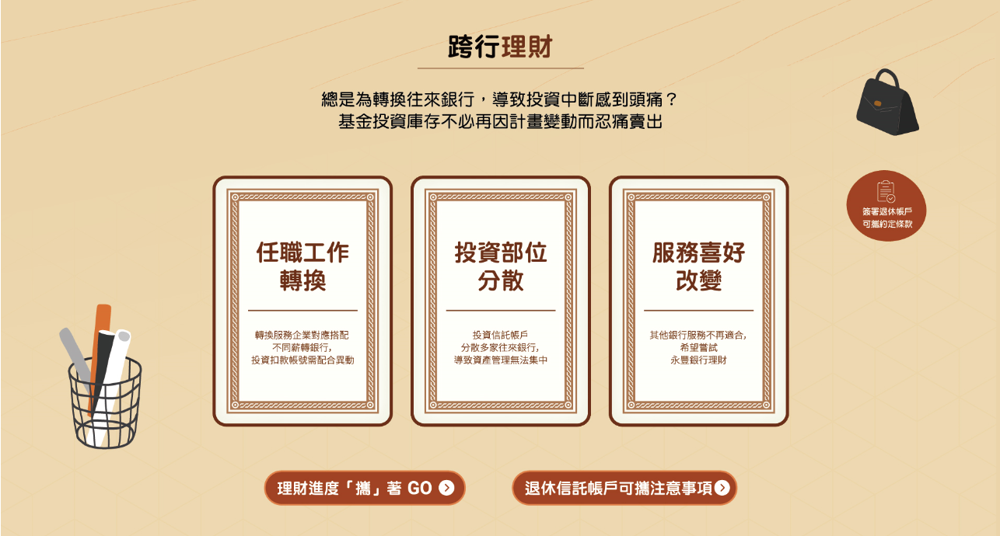 跨行理財
總是為轉換往來銀行，導致投資中斷感到頭痛？
基金投資庫存不必再因計畫變動而忍痛賣出
簽署退休帳戶
可攜約定條款
任職工作
轉換
轉換服務企業對應搭配
不同薪轉銀行,
投資扣款帳號需配合異動
投資部位
分散
投資信託帳戶
分散多家往來銀行,
導致資產管理無法集中
服務喜好
改變
其他銀行服務不再適合,
希望嘗試
永豐銀行理財
理財進度「攜」著 GO
退休信託帳戶可攜注意事項